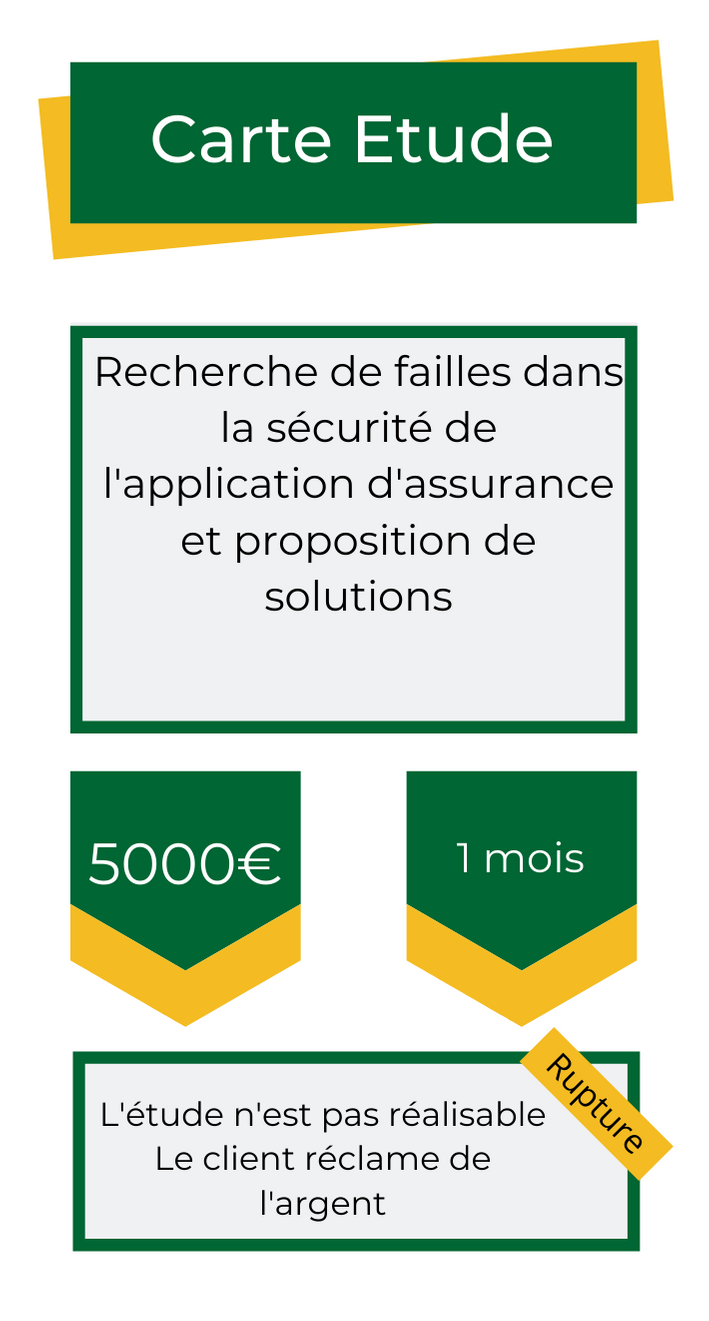 Carte Etude
Recherche de failles dans
la sécurité de
l'application d'assurance
et proposition de
solutions
5000€
1 mois
Rupture
L'étude n'est pas réalisable
Le client réclame de
l'argent